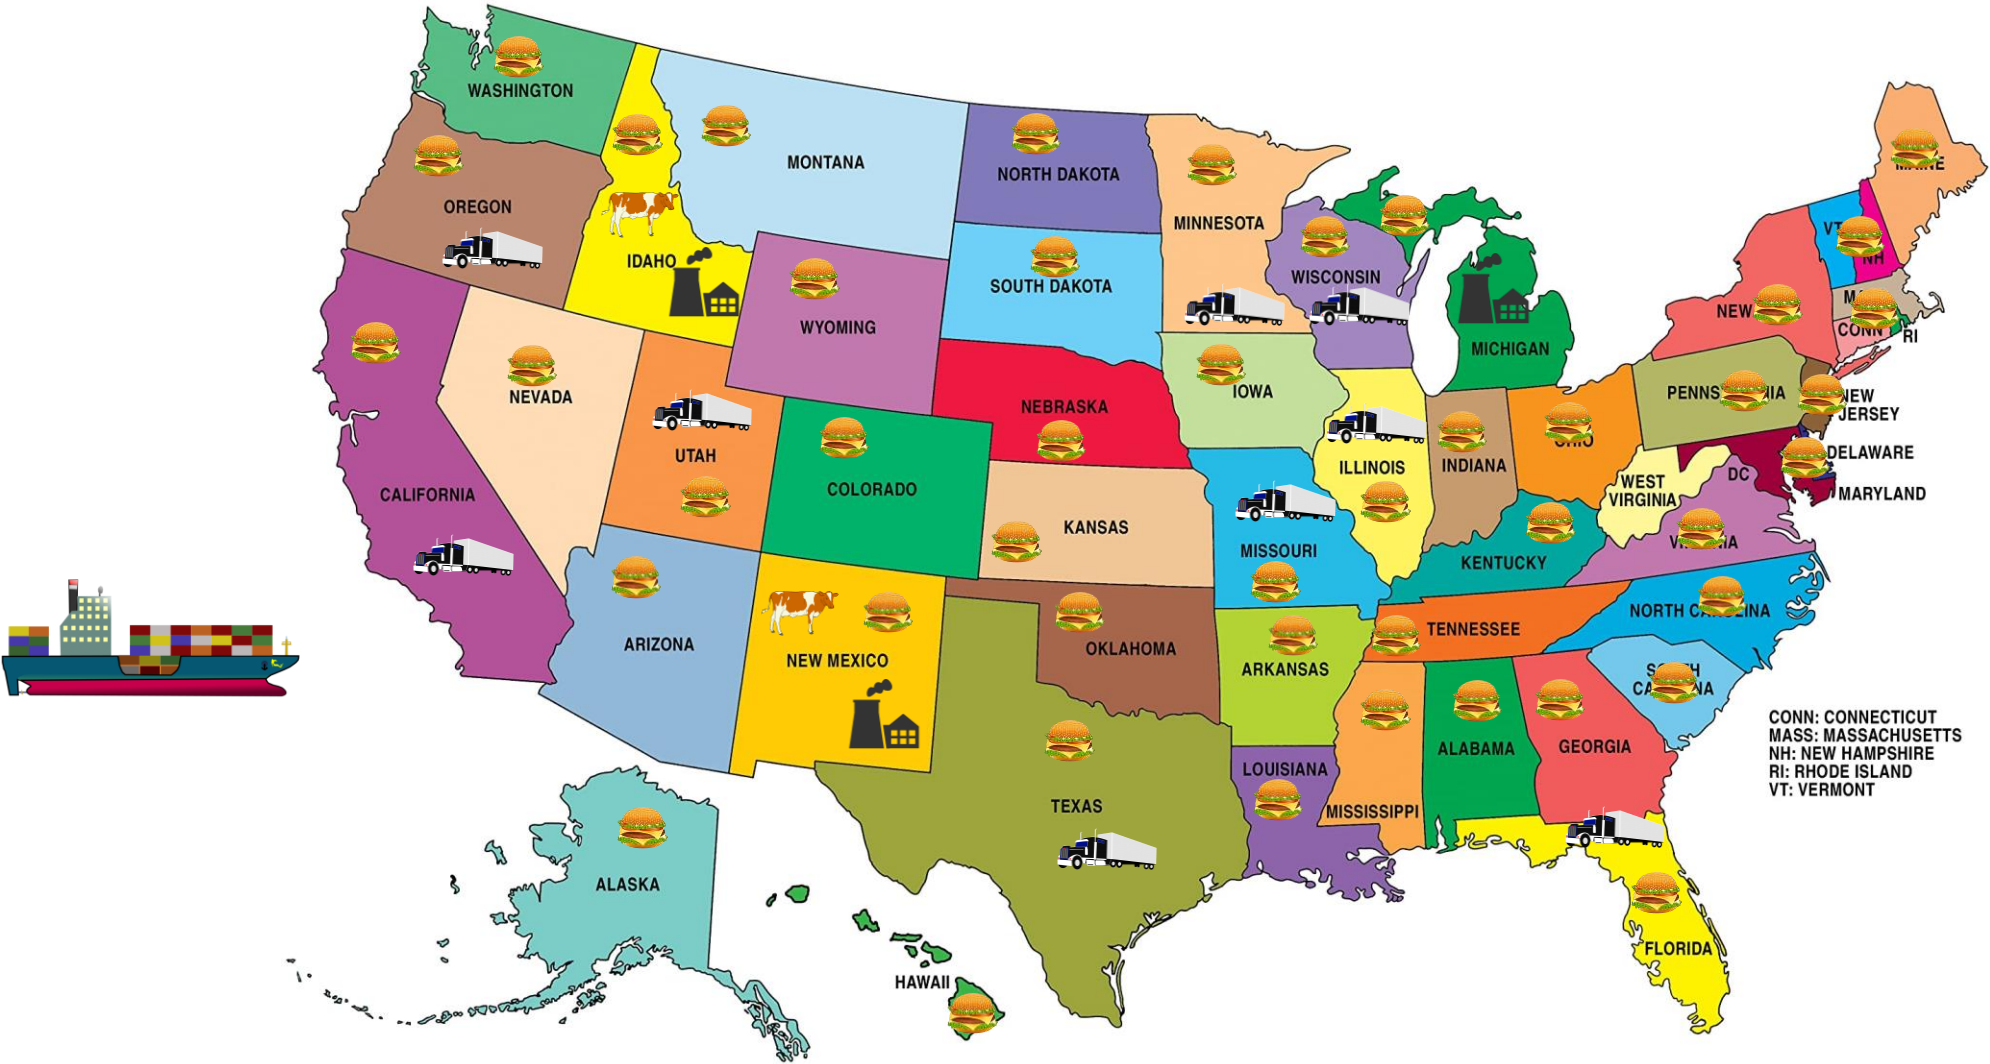 WASHINGTON
MONTANA
NORTH DAKOTA
OREGON
MINNESOTA
IDAHO
WISCONSIN
SOUTH DAKOTA
WYOMING
VT
NH
NEW
CONN
RI
MICHIGAN
NEVADA
NEBRASKA
IOWA
NEW
JERSEY
UTAH
ILLINOIS
INDIANA
DELAWARE
DC
MARYLAND
CALIFORNIA
COLORADO
WEST
VIRGINIA
KANSAS
MISSOURI
KENTUCKY
ARIZONA
NEW MEXICO
OKLAHOMA
ARKANSAS
TENNESSEE
NORTH
TEXAS
LOUISIANA
MISSISSIPPI
ALABAMA
GEORGIA
FLORIDA
ALASKA
HAWAII
CONN: CONNECTICUT
MASS: MASSACHUSETTS
NH: NEW HAMPSHIRE
RI: RHODE ISLAND
VT: VERMONT